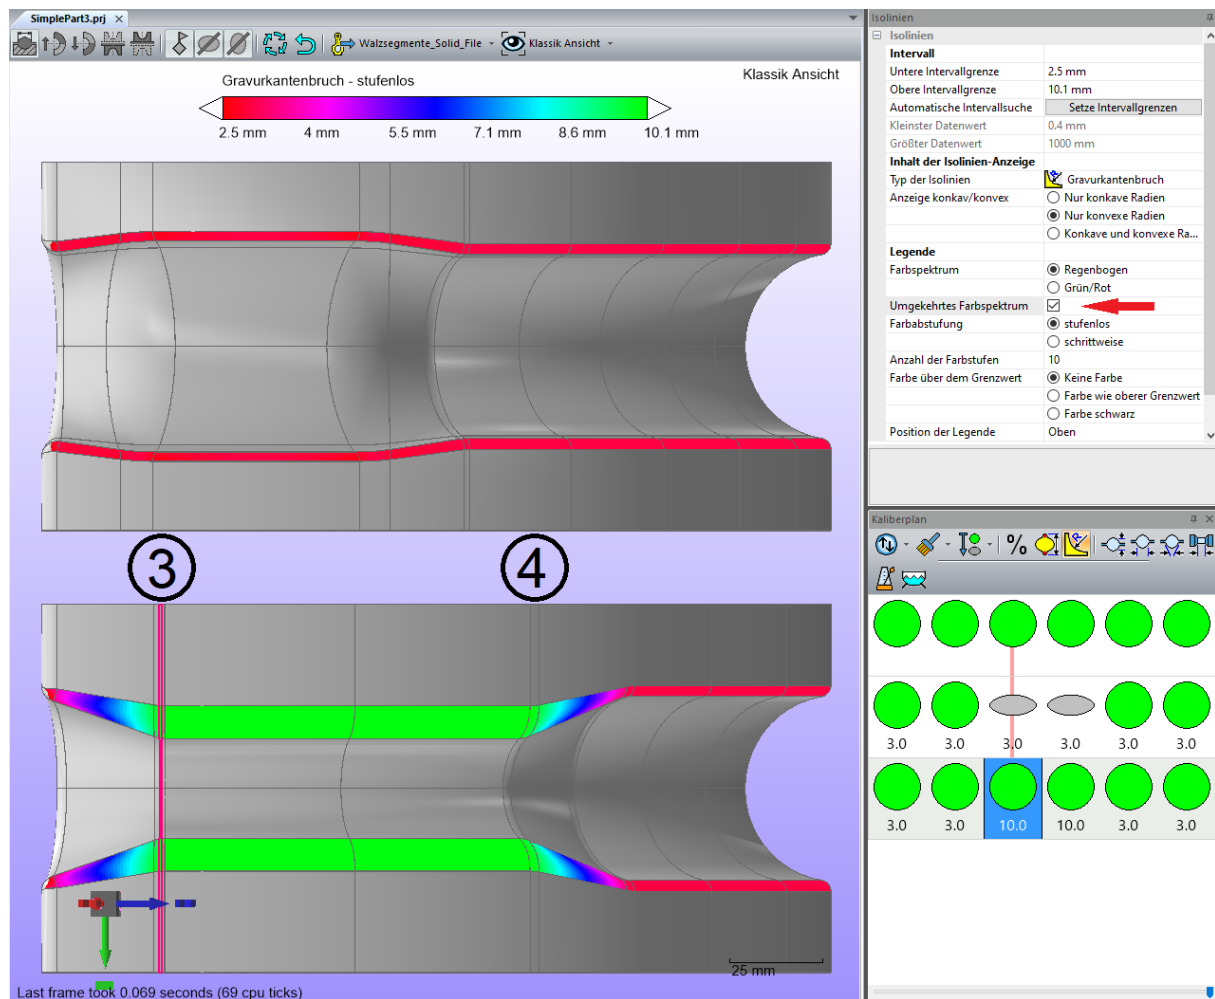 SimplePart3.prj ×
Walzsegmente_Solid_File
Klassik Ansicht
Gravurkantenbruch - stufenlos
Klassik Ansicht
2.5 mm 4 mm 5.5 mm 7.1 mm 8.6 mm 10.1 mm
3
4
25 mm
Last frame took 0.069 seconds (69 cpu ticks)
Isolinien
Isolinien
Intervall
Untere Intervallgrenze 2.5 mm
Obere Intervallgrenze 10.1 mm
Automatische Intervallsuche Setze Intervallgrenzen
Kleinster Datenwert 0.4 mm
Größter Datenwert 1000 mm
Inhalt der Isolinien-Anzeige
Typ der Isolinien Gravurkantenbruch
Anzeige konkav/konvex Nur konkave Radien
Nur konvexe Radien
Konkave und konvexe Ra...
Legende
Farbspektrum Regenbogen
Grün/Rot
Umgekehrtes Farbspektrum
Farbabstufung stufenlos
schrittweise
Anzahl der Farbstufen 10
Farbe über dem Grenzwert Keine Farbe
Farbe wie oberer Grenzwert
Farbe schwarz
Position der Legende Oben
Kaliberplan
%
3.0 3.0 3.0 3.0 3.0 3.0
3.0 3.0 10.0 10.0 3.0 3.0